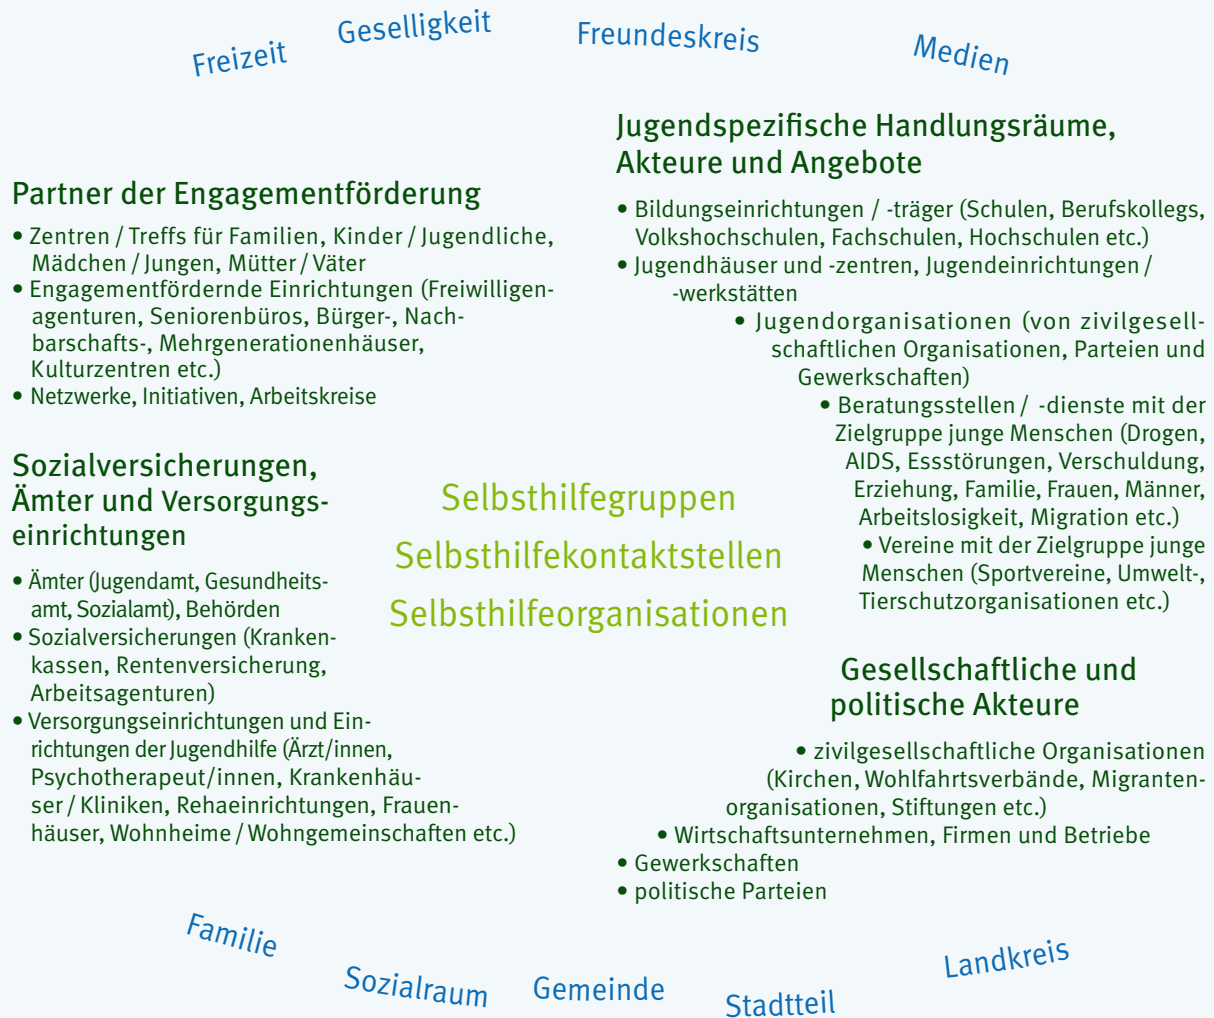 Freizeit
Geselligkeit
Freundeskreis
Medien
Partner der Engagementförderung
• Zentren / Treffs für Familien, Kinder / Jugendliche,
Mädchen / Jungen, Mütter / Väter
• Engagementfördernde Einrichtungen (Freiwilligen-
agenturen, Seniorenbüros, Bürger-, Nach-
barschafts-, Mehrgenerationenhäuser,
Kulturzentren etc.)
• Netzwerke, Initiativen, Arbeitskreise
Sozialversicherungen,
Ämter und Versorgungs-
einrichtungen
• Ämter (Jugendamt, Gesundheits-
amt, Sozialamt), Behörden
• Sozialversicherungen (Kranken-
kassen, Rentenversicherung,
Arbeitsagenturen)
• Versorgungseinrichtungen und Ein-
richtungen der Jugendhilfe (Ärzt/innen,
Psychotherapeut/innen, Krankenhäu-
ser / Kliniken, Rehaeinrichtungen, Frauen-
häuser, Wohnheime / Wohngemeinschaften etc.)
Selbsthilfegruppen
Selbsthilfekontaktstellen
Selbsthilfeorganisationen
Jugendspezifische Handlungsräume,
Akteure und Angebote
• Bildungseinrichtungen / -träger (Schulen, Berufskollegs,
Volkshochschulen, Fachschulen, Hochschulen etc.)
• Jugendhäuser und -zentren, Jugendeinrichtungen /
-werkstätten
• Jugendorganisationen (von zivilgesell-
schaftlichen Organisationen, Parteien und
Gewerkschaften)
• Beratungsstellen / -dienste mit der
Zielgruppe junge Menschen (Drogen,
AIDS, Essstörungen, Verschuldung,
Erziehung, Familie, Frauen, Männer,
Arbeitslosigkeit, Migration etc.)
• Vereine mit der Zielgruppe junge
Menschen (Sportvereine, Umwelt-,
Tierschutzorganisationen etc.)
Gesellschaftliche und
politische Akteure
• zivilgesellschaftliche Organisationen
(Kirchen, Wohlfahrtsverbände, Migranten-
organisationen, Stiftungen etc.)
• Wirtschaftsunternehmen, Firmen und Betriebe
• Gewerkschaften
• politische Parteien
Familie
Sozialraum
Gemeinde
Stadtteil
Landkreis